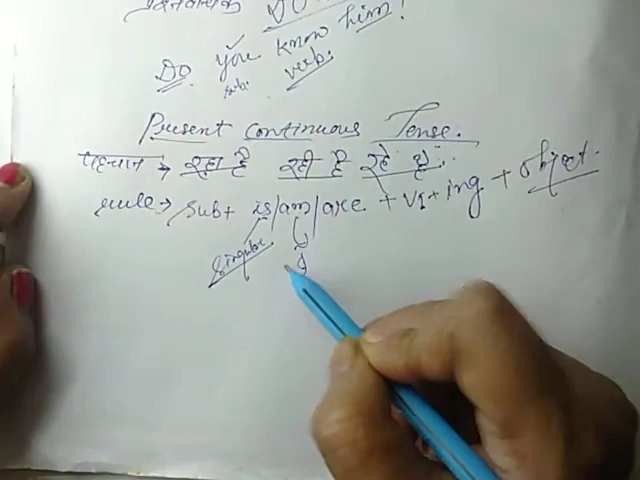 Do you know him!
sub. verb.
Present continuous Tense.
पहचान → रहा है रही है रहे है.
rule → sub + is/am/are + V1 + ing + object.
singular I